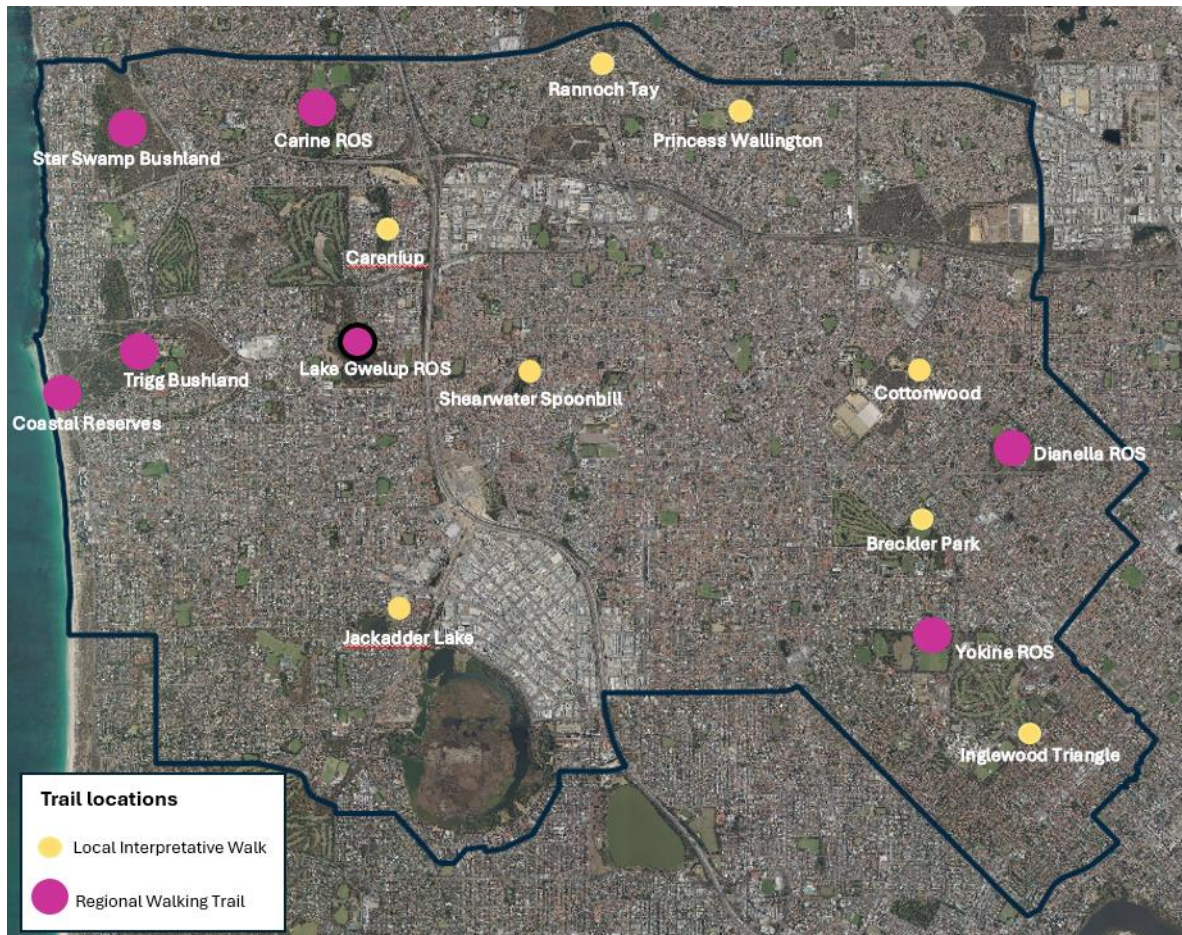 Rannoch Tay
Princess Wallington
Carine ROS
Star Swamp Bushland
Careniup
Lake Gwelup ROS
Trigg Bushland
Shearwater Spoonbill
Cottonwood
Coastal Reserves
Dianella ROS
Breckler Park
Jackadder Lake
Yokine ROS
Inglewood Triangle
Trail locations
Local Interpretative Walk
Regional Walking Trail